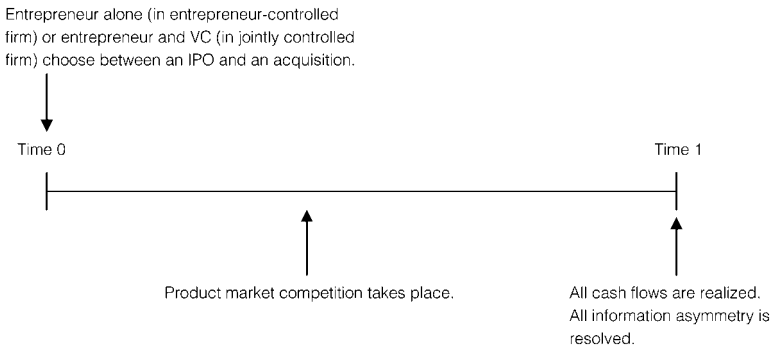 Entrepreneur alone (in entrepreneur-controlled
firm) or entrepreneur and VC (in jointly controlled
firm) choose between an IPO and an acquisition.
Time 0
Time 1
Product market competition takes place.
All cash flows are realized.
All information asymmetry is
resolved.